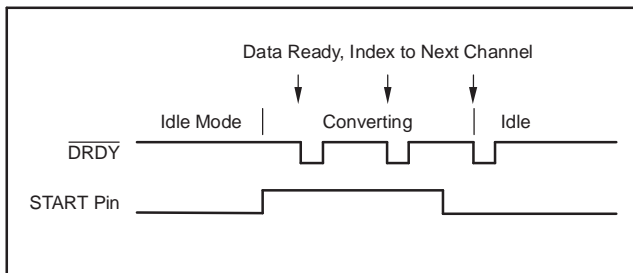 Data Ready, Index to Next Channel
Idle Mode Converting Idle
DRDY
START Pin